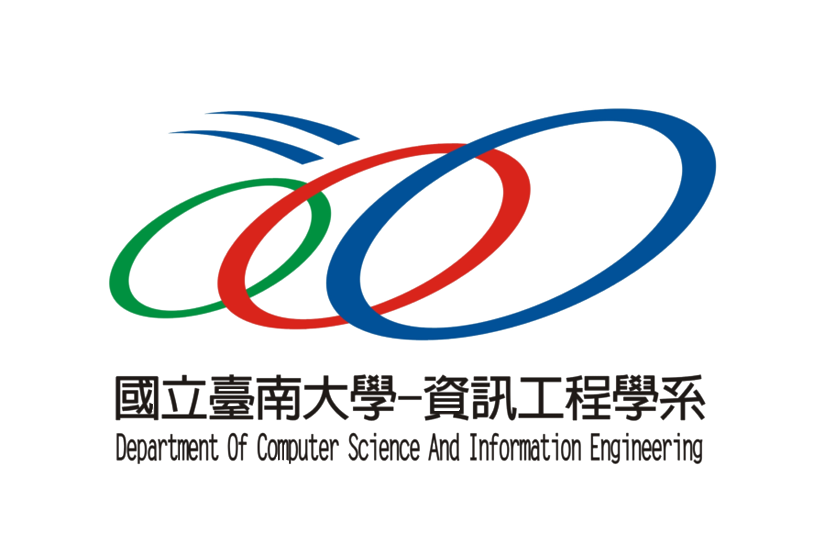 國立臺南大學-資訊工程學系
Department Of Computer Science And Information Engineering